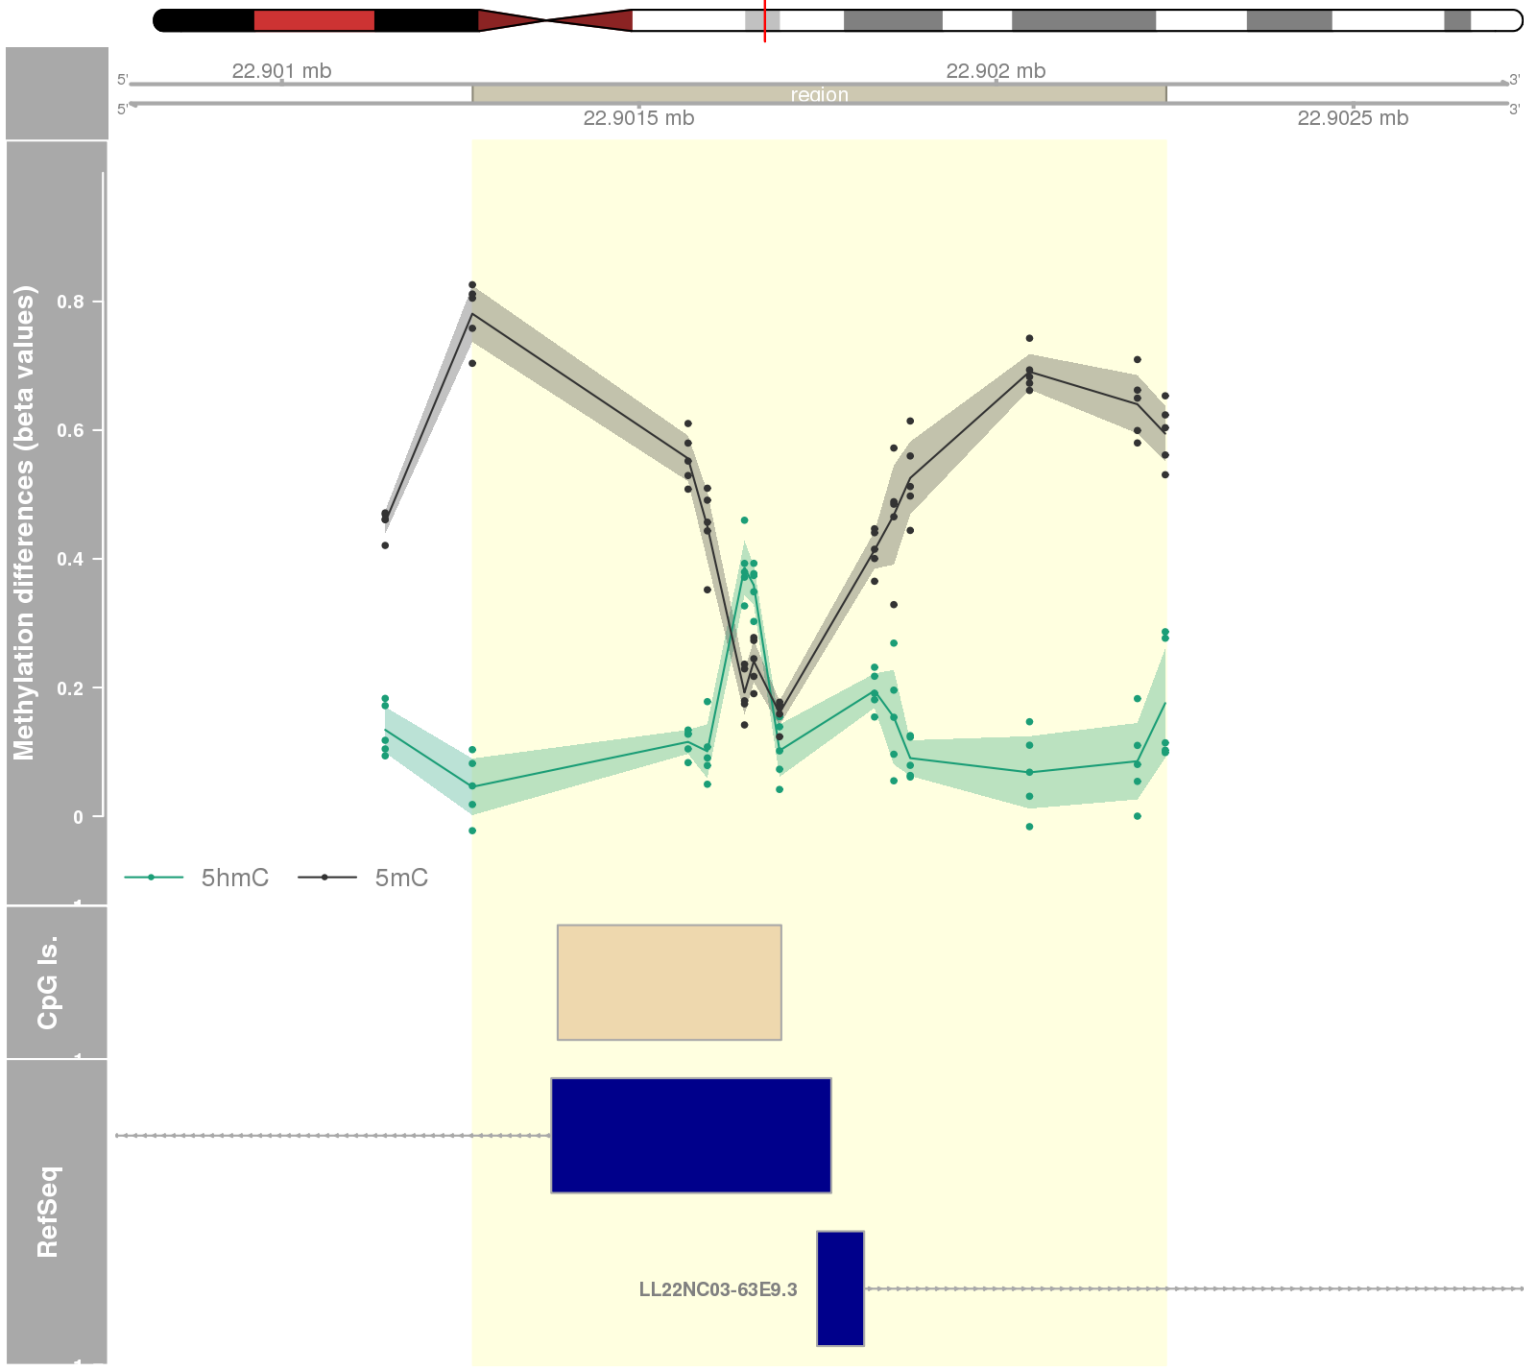 22.901 mb
22.902 mb
5'
3'
region
5'
3'
22.9015 mb
22.9025 mb
Methylation differences (beta values)
0.8
0.6
0.4
0.2
0
5hmC
5mC
CpG Is.
RefSeq
LL22NC03-63E9.3